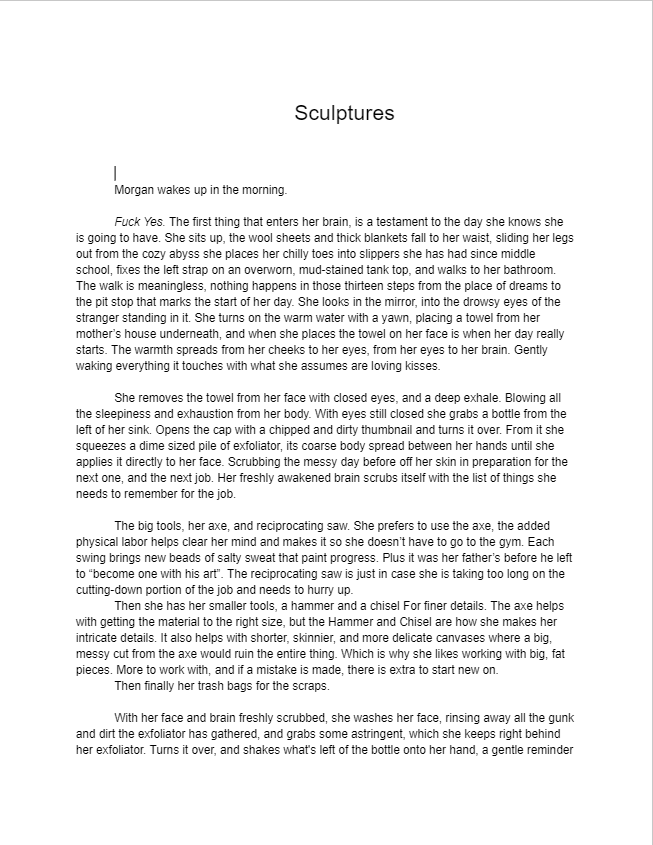 Sculptures
Morgan wakes up in the morning.
Fuck Yes. The first thing that enters her brain, is a testament to the day she knows she
is going to have. She sits up, the wool sheets and thick blankets fall to her waist, sliding her legs
out from the cozy abyss she places her chilly toes into slippers she has had since middle
school, fixes the left strap on an overworn, mud-stained tank top, and walks to her bathroom.
The walk is meaningless, nothing happens in those thirteen steps from the place of dreams to
the pit stop that marks the start of her day. She looks in the mirror, into the drowsy eyes of the
stranger standing in it. She turns on the warm water with a yawn, placing a towel from her
mother's house underneath, and when she places the towel on her face is when her day really
starts. The warmth spreads from her cheeks to her eyes, from her eyes to her brain. Gently
waking everything it touches with what she assumes are loving kisses.
She removes the towel from her face with closed eyes, and a deep exhale. Blowing all
the sleepiness and exhaustion from her body. With eyes still closed she grabs a bottle from the
left of her sink. Opens the cap with a chipped and dirty thumbnail and turns it over. From it she
squeezes a dime sized pile of exfoliator, its coarse body spread between her hands until she
applies it directly to her face. Scrubbing the messy day before off her skin in preparation for the
next one, and the next job. Her freshly awakened brain scrubs itself with the list of things she
needs to remember for the job.
The big tools, her axe, and reciprocating saw. She prefers to use the axe, the added
physical labor helps clear her mind and makes it so she doesn't have to go to the gym. Each
swing brings new beads of salty sweat that paint progress. Plus it was her father's before he left
to “become one with his art”. The reciprocating saw is just in case she is taking too long on the
cutting-down portion of the job and needs to hurry up.
Then she has her smaller tools, a hammer and a chisel For finer details. The axe helps
with getting the material to the right size, but the Hammer and Chisel are how she makes her
intricate details. It also helps with shorter, skinnier, and more delicate canvases where a big,
messy cut from the axe would ruin the entire thing. Which is why she likes working with big, fat
pieces. More to work with, and if a mistake is made, there is extra to start new on.
Then finally her trash bags for the scraps.
With her face and brain freshly scrubbed, she washes her face, rinsing away all the gunk
and dirt the exfoliator has gathered, and grabs some astringent, which she keeps right behind
her exfoliator. Turns it over, and shakes what's left of the bottle onto her hand, a gentle reminder